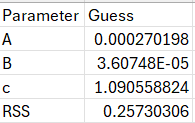 Parameter Guess
A 0.000270198
B 3.60748E-05
c 1.090558824
RSS 0.25730306